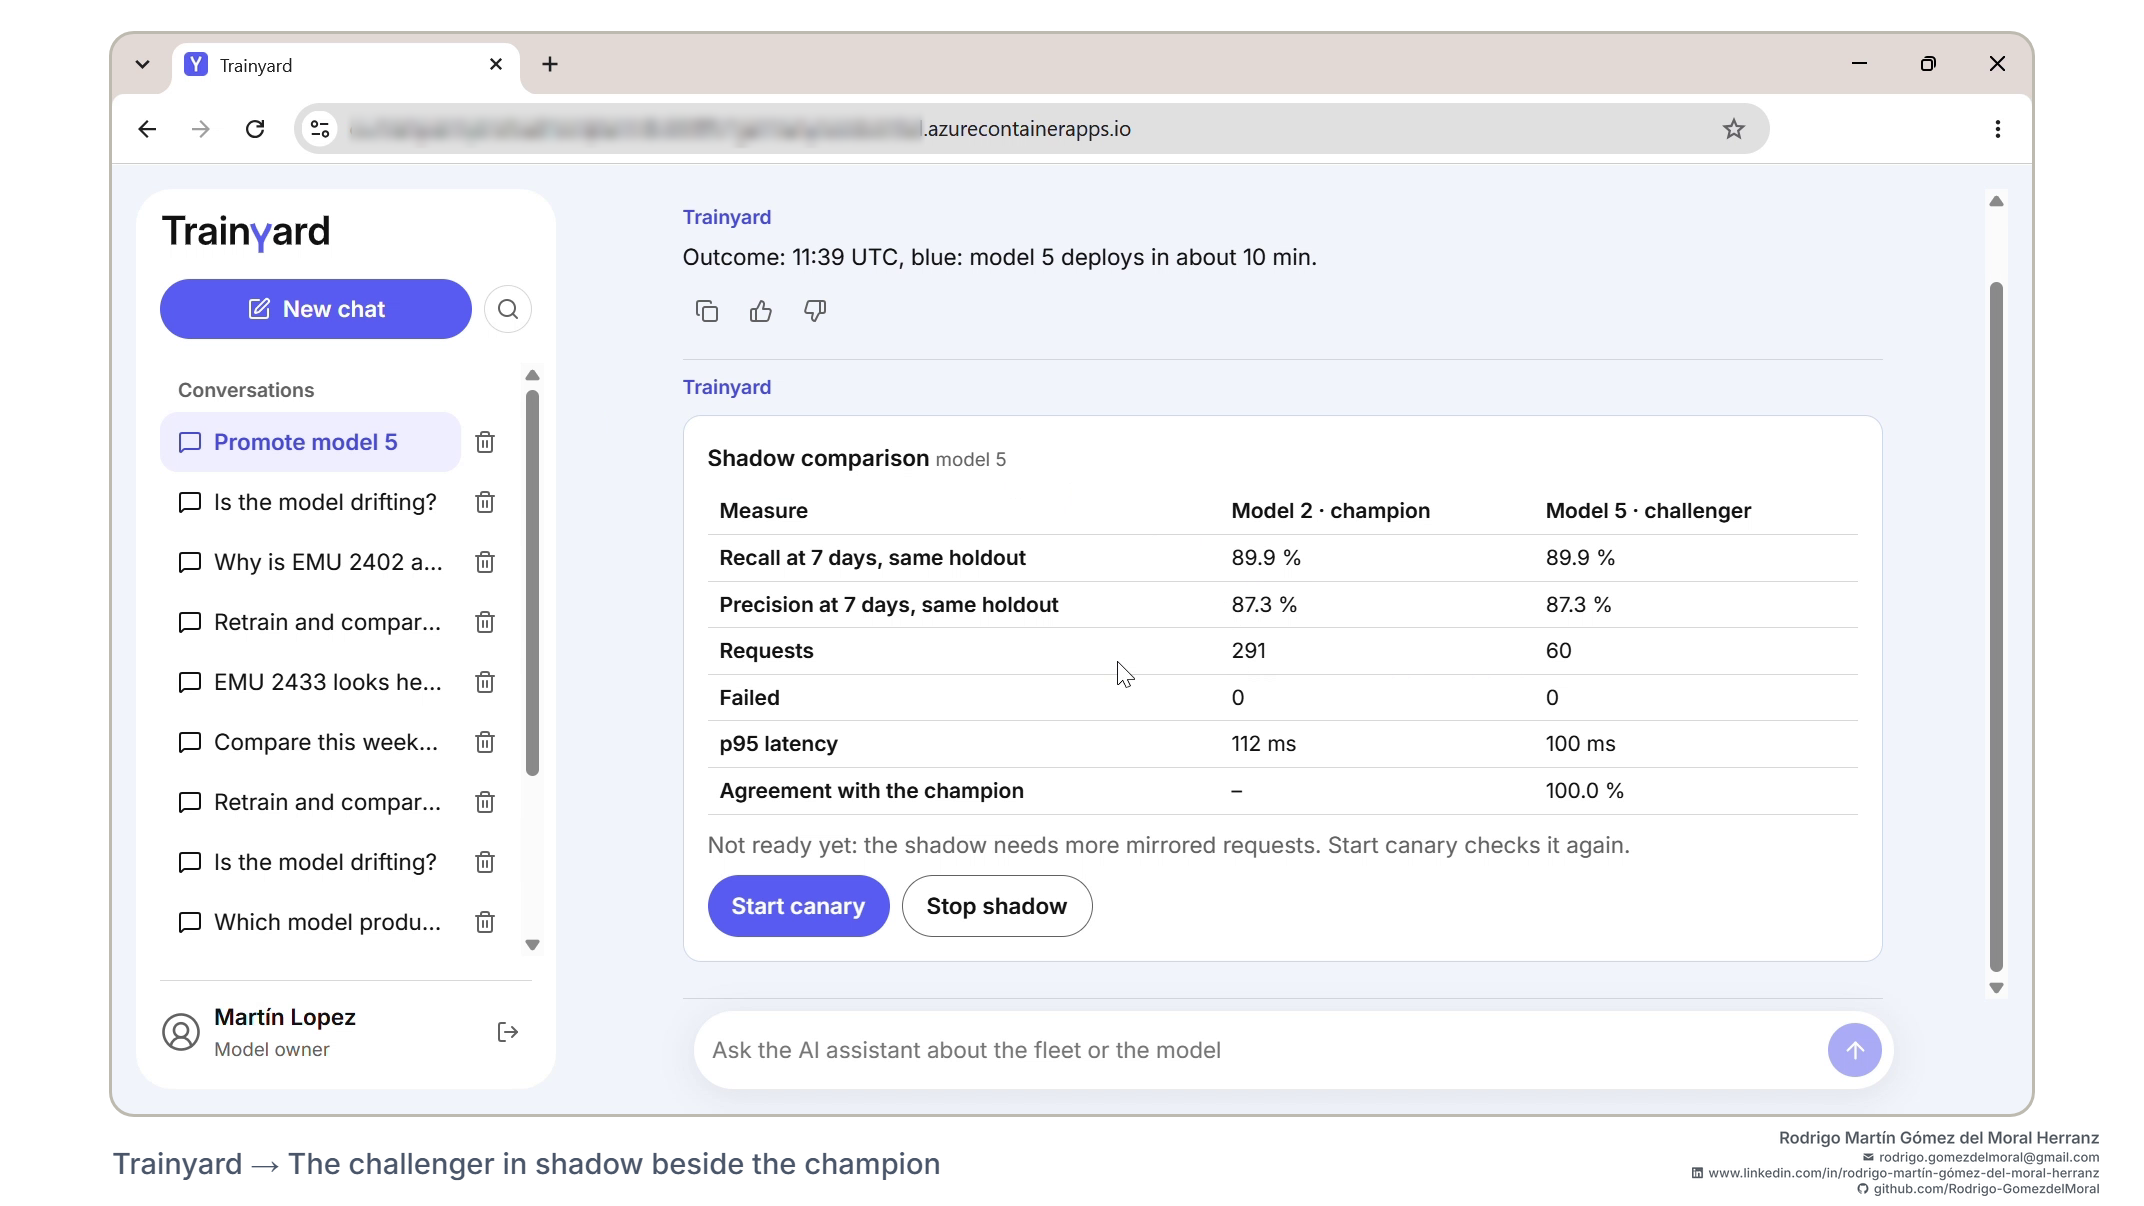 Trainyard
.azurecontainerapps.io
Trainyard
New chat
Conversations
Promote model 5
Is the model drifting?
Why is EMU 2402 a...
Retrain and compar...
EMU 2433 looks he...
Compare this week...
Retrain and compar...
Is the model drifting?
Which model produ...
Martín Lopez
Model owner
Trainyard
Outcome: 11:39 UTC, blue: model 5 deploys in about 10 min.
Trainyard
Shadow comparison model 5
Measure Model 2 · champion Model 5 · challenger
Recall at 7 days, same holdout 89.9 % 89.9 %
Precision at 7 days, same holdout 87.3 % 87.3 %
Requests 291 60
Failed 0 0
p95 latency 112 ms 100 ms
Agreement with the champion – 100.0 %
Not ready yet: the shadow needs more mirrored requests. Start canary checks it again.
Start canary Stop shadow
Ask the AI assistant about the fleet or the model
Trainyard → The challenger in shadow beside the champion
Rodrigo Martín Gómez del Moral Herranz
rodrigo.gomezdelmoral@gmail.com
www.linkedin.com/in/rodrigo-martín-gómez-del-moral-herranz
github.com/Rodrigo-GomezdelMoral